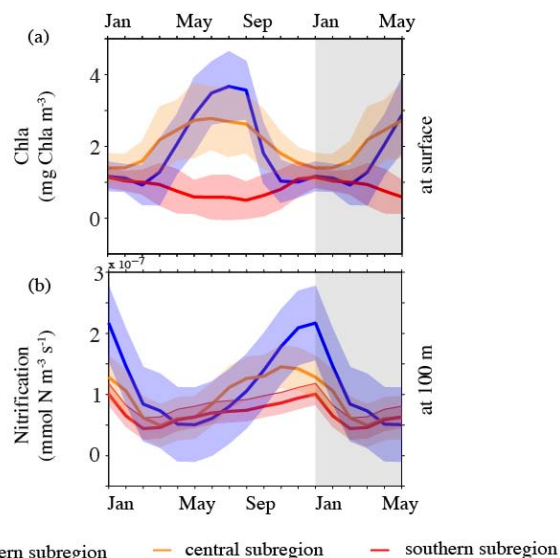 Jan May Sep Jan May
(a)
4
2
0
Chla
(mg Chla m⁻³)
at surface
x 10⁻⁷
(b)
3
2
1
0
Nitrification
(mmol N m⁻³ s⁻¹)
at 100 m
Jan May Sep Jan May
subregion central subregion southern subregion